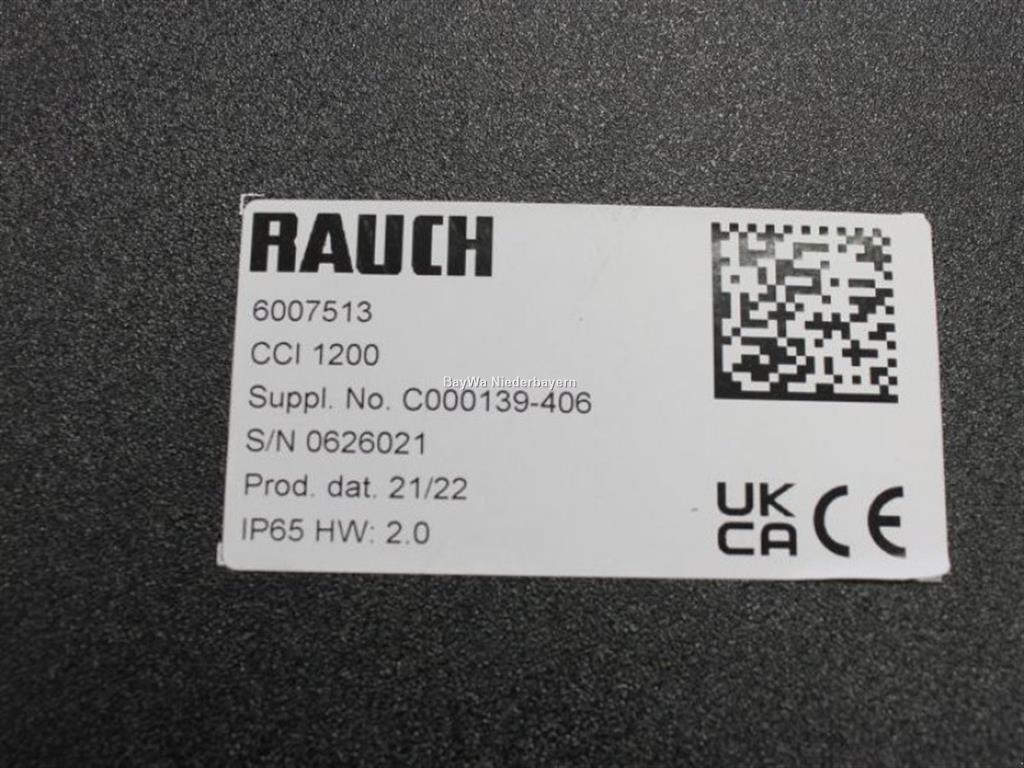 RAUCH
6007513
CCI 1200
BayWa Niederbayern
Suppl. No. C000139-406
S/N 0626021
Prod. dat. 21/22
IP65 HW: 2.0
UK
CA CE